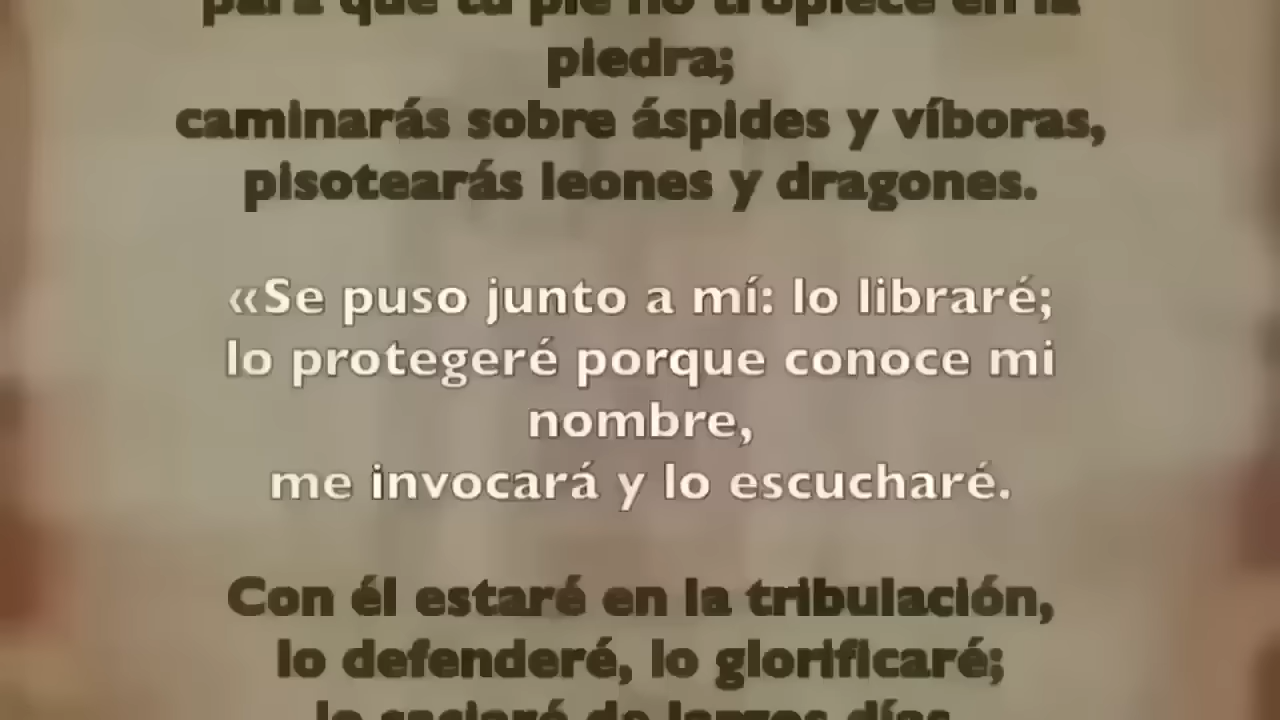 para que tu pie no tropiece en la
piedra;
caminarás sobre áspides y víboras,
pisotearás leones y dragones.
«Se puso junto a mí: lo libraré;
lo protegeré porque conoce mi
nombre,
me invocará y lo escucharé.
Con él estaré en la tribulación,
lo defenderé, lo glorificaré;
lo saciaré de largos días